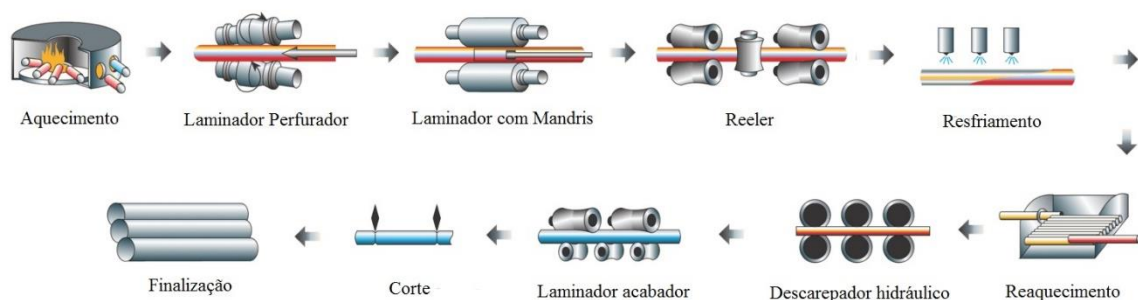 Aquecimento
Laminador Perfurador
Laminador com Mandris
Reeler
Resfriamento
Reaquecimento
Descarepador hidráulico
Laminador acabador
Corte
Finalização